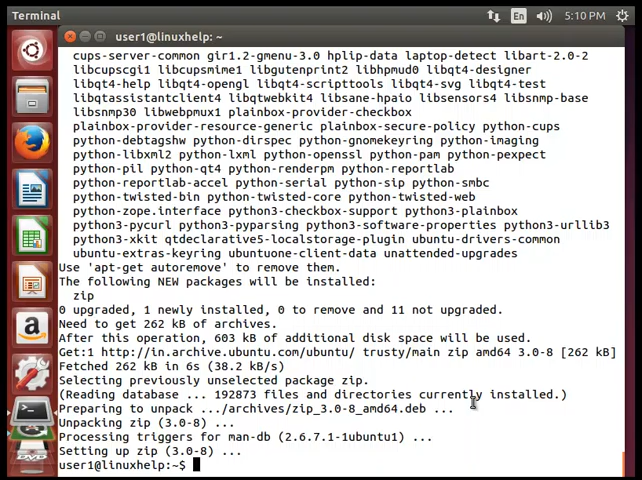 Terminal
En
5:10 PM
user1@linuxhelp: ~
cups-server-common gir1.2-gmenu-3.0 hplip-data laptop-detect libart-2.0-2
libcupscgi1 libcupsmime1 libgutenprint2 libhpmud0 libqt4-designer
libqt4-help libqt4-opengl libqt4-scripttools libqt4-svg libqt4-test
libqtassistantclient4 libqtwebkit4 libsane-hpaio libsensors4 libsnmp-base
libsnmp30 libwebpmux1 plainbox-provider-checkbox
plainbox-provider-resource-generic plainbox-secure-policy python-cups
python-debtagshw python-dirspec python-gnomekeyring python-imaging
python-libxml2 python-lxml python-openssl python-pam python-pexpect
python-pil python-qt4 python-renderpm python-reportlab
python-reportlab-accel python-serial python-sip python-smbc
python-twisted-bin python-twisted-core python-twisted-web
python-zope.interface python3-checkbox-support python3-plainbox
python3-pycurl python3-pyparsing python3-software-properties python3-urllib3
python3-xkit qtdeclarative5-localstorage-plugin ubuntu-drivers-common
ubuntu-extras-keyring ubuntuone-client-data unattended-upgrades
Use 'apt-get autoremove' to remove them.
The following NEW packages will be installed:
zip
0 upgraded, 1 newly installed, 0 to remove and 11 not upgraded.
Need to get 262 kB of archives.
After this operation, 603 kB of additional disk space will be used.
Get:1 http://in.archive.ubuntu.com/ubuntu/ trusty/main zip amd64 3.0-8 [262 kB]
Fetched 262 kB in 6s (38.2 kB/s)
Selecting previously unselected package zip.
(Reading database ... 192873 files and directories currently installed.)
Preparing to unpack .../archives/zip_3.0-8_amd64.deb ...
Unpacking zip (3.0-8) ...
Processing triggers for man-db (2.6.7.1-1ubuntu1) ...
Setting up zip (3.0-8) ...
user1@linuxhelp:~$